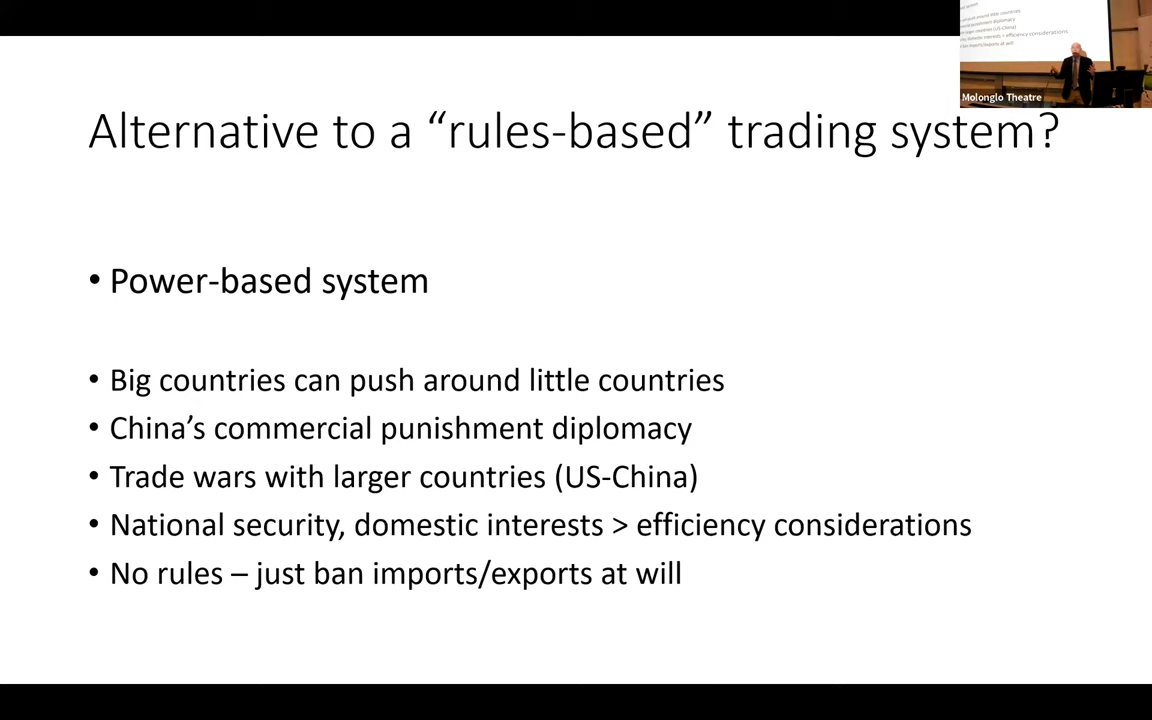 Alternative to a “rules-based” trading system?
• Power-based system
• Big countries can push around little countries
• China’s commercial punishment diplomacy
• Trade wars with larger countries (US-China)
• National security, domestic interests > efficiency considerations
• No rules – just ban imports/exports at will
Molonglo Theatre